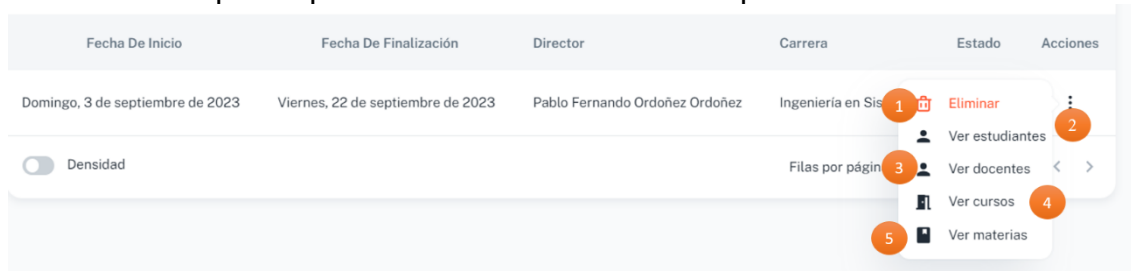 Fecha De Inicio Fecha De Finalización Director Carrera Estado Acciones
Domingo, 3 de septiembre de 2023 Viernes, 22 de septiembre de 2023 Pablo Fernando Ordoñez Ordoñez Ingeniería en Sis 1 Eliminar
2
Ver estudiantes
Densidad Filas por págin 3 Ver docentes < >
Ver cursos 4
5 Ver materias